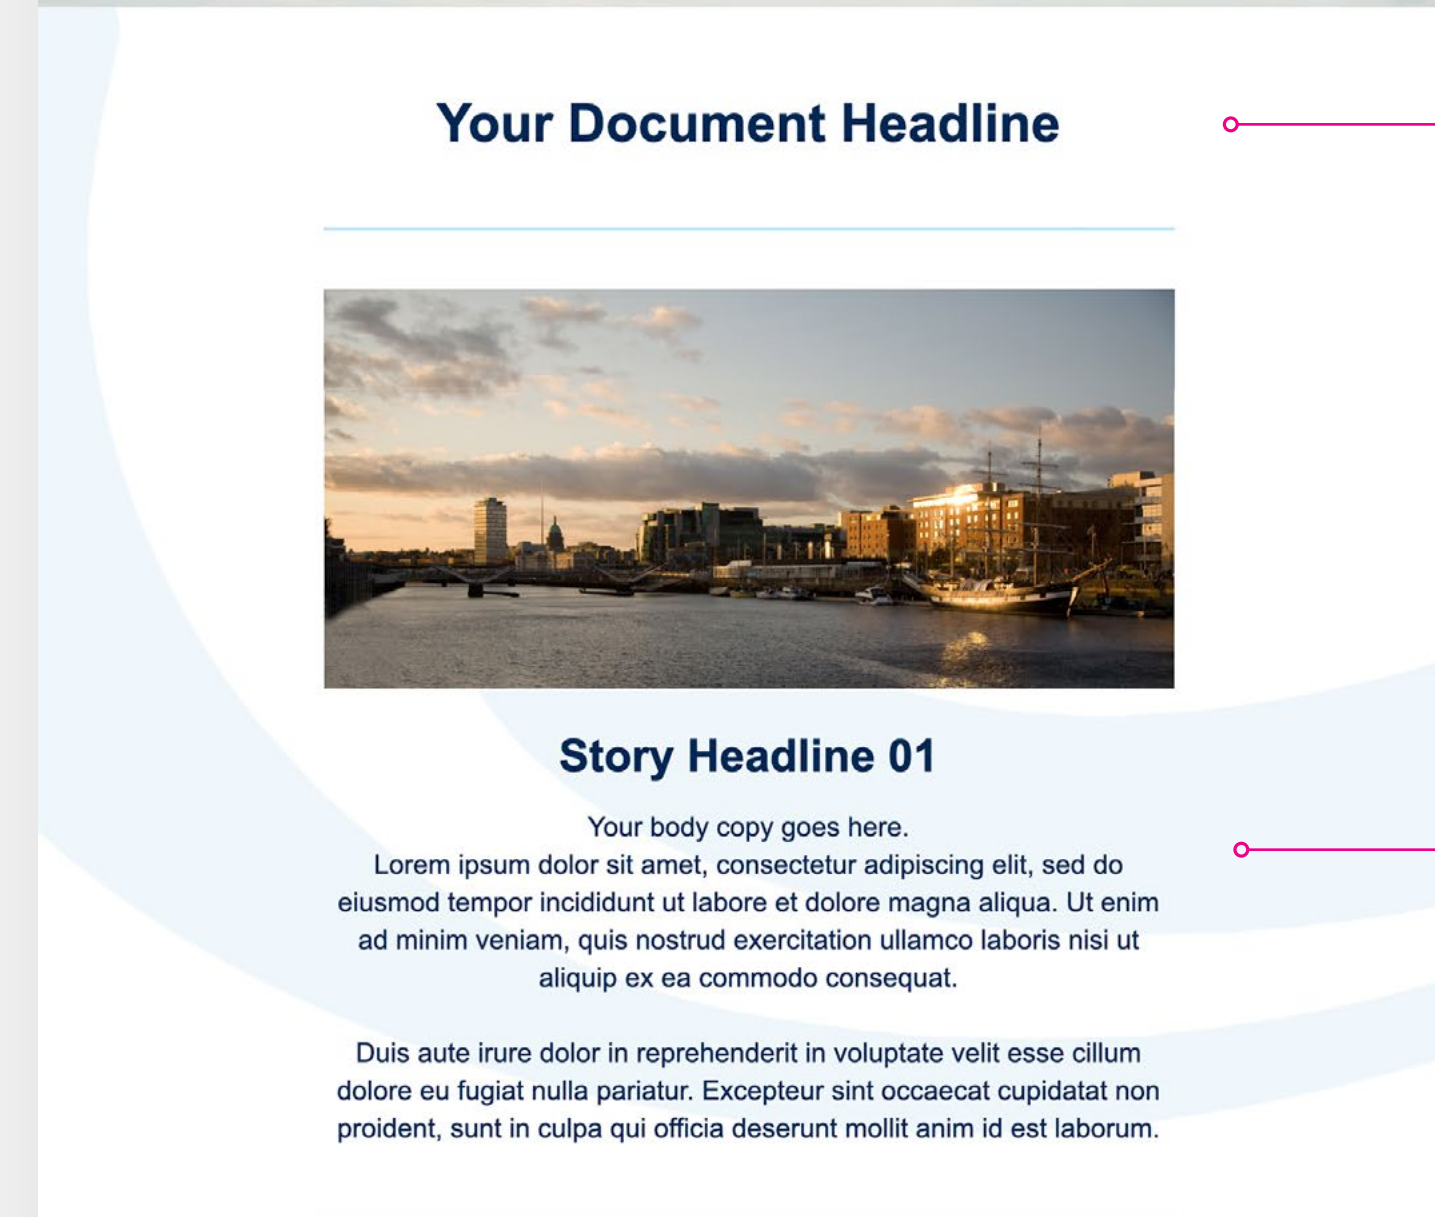 Your Document Headline
Story Headline 01
Your body copy goes here.
Lorem ipsum dolor sit amet, consectetur adipiscing elit, sed do
eiusmod tempor incididunt ut labore et dolore magna aliqua. Ut enim
ad minim veniam, quis nostrud exercitation ullamco laboris nisi ut
aliquip ex ea commodo consequat.
Duis aute irure dolor in reprehenderit in voluptate velit esse cillum
dolore eu fugiat nulla pariatur. Excepteur sint occaecat cupidatat non
proident, sunt in culpa qui officia deserunt mollit anim id est laborum.